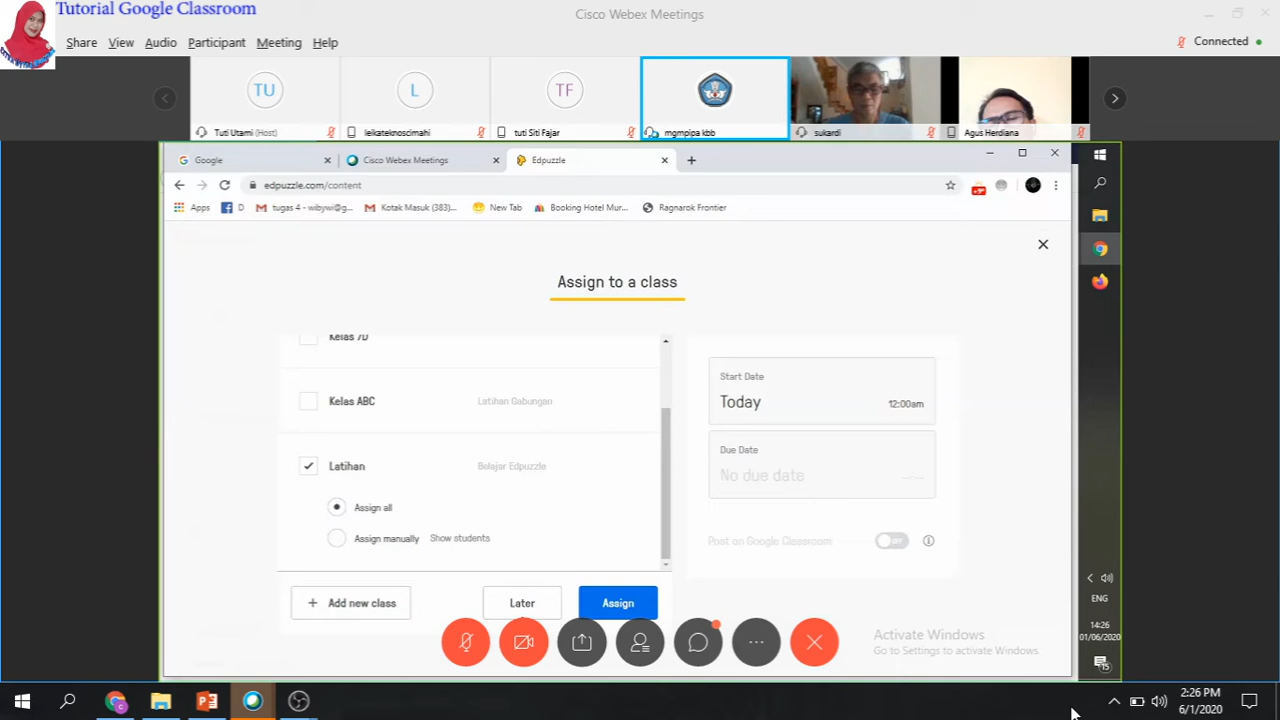 Tutorial Google Classroom
Cisco Webex Meetings
Share View Audio Participant Meeting Help
Connected
TU L TF
Tuti Utami (Host) leikateknoscimahi tuti Siti Fajar mgmpipa kbb sukardi Agus Herdiana
Google Cisco Webex Meetings Edpuzzle
edpuzzle.com/content
Apps D tugas 4 - wibywi@g... Kotak Masuk (383)... New Tab Booking Hotel Mur... Ragnarok Frontier
Assign to a class
Kelas 7D
Kelas ABC Latihan Gabungan
Latihan Belajar Edpuzzle
Assign all
Assign manually Show students
+ Add new class Later Assign
Start Date
Today 12:00am
Due Date
No due date --:--
Post on Google Classroom OFF
Activate Windows
Go to Settings to activate Windows.
ENG
14:26
01/06/2020
15
2:26 PM
6/1/2020